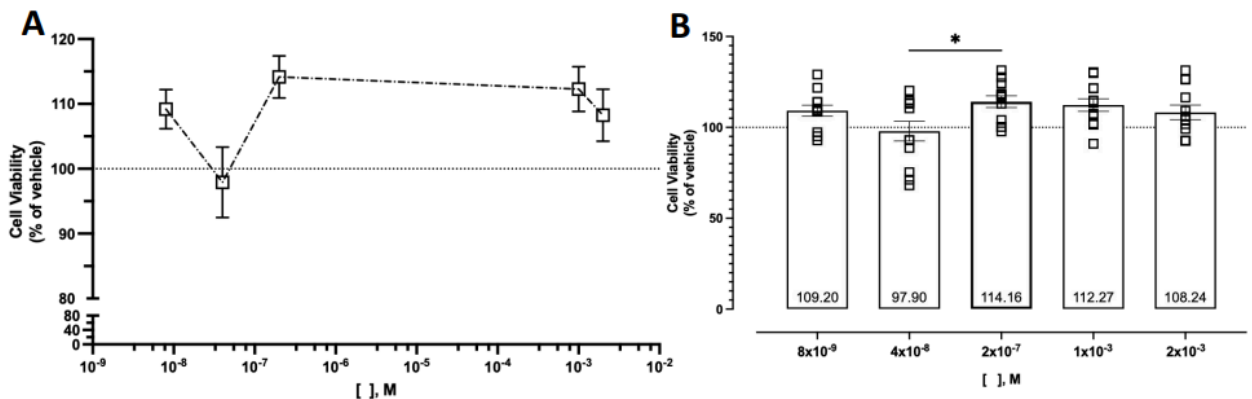 A
120
110
100
90
80
80
40
0
Cell Viability
(% of vehicle)
10⁻⁹ 10⁻⁸ 10⁻⁷ 10⁻⁶ 10⁻⁵ 10⁻⁴ 10⁻³ 10⁻²
[ ], M
B
*
150
100
50
0
Cell Viability
(% of vehicle)
109.20 97.90 114.16 112.27 108.24
8x10⁻⁹ 4x10⁻⁸ 2x10⁻⁷ 1x10⁻³ 2x10⁻³
[ ], M